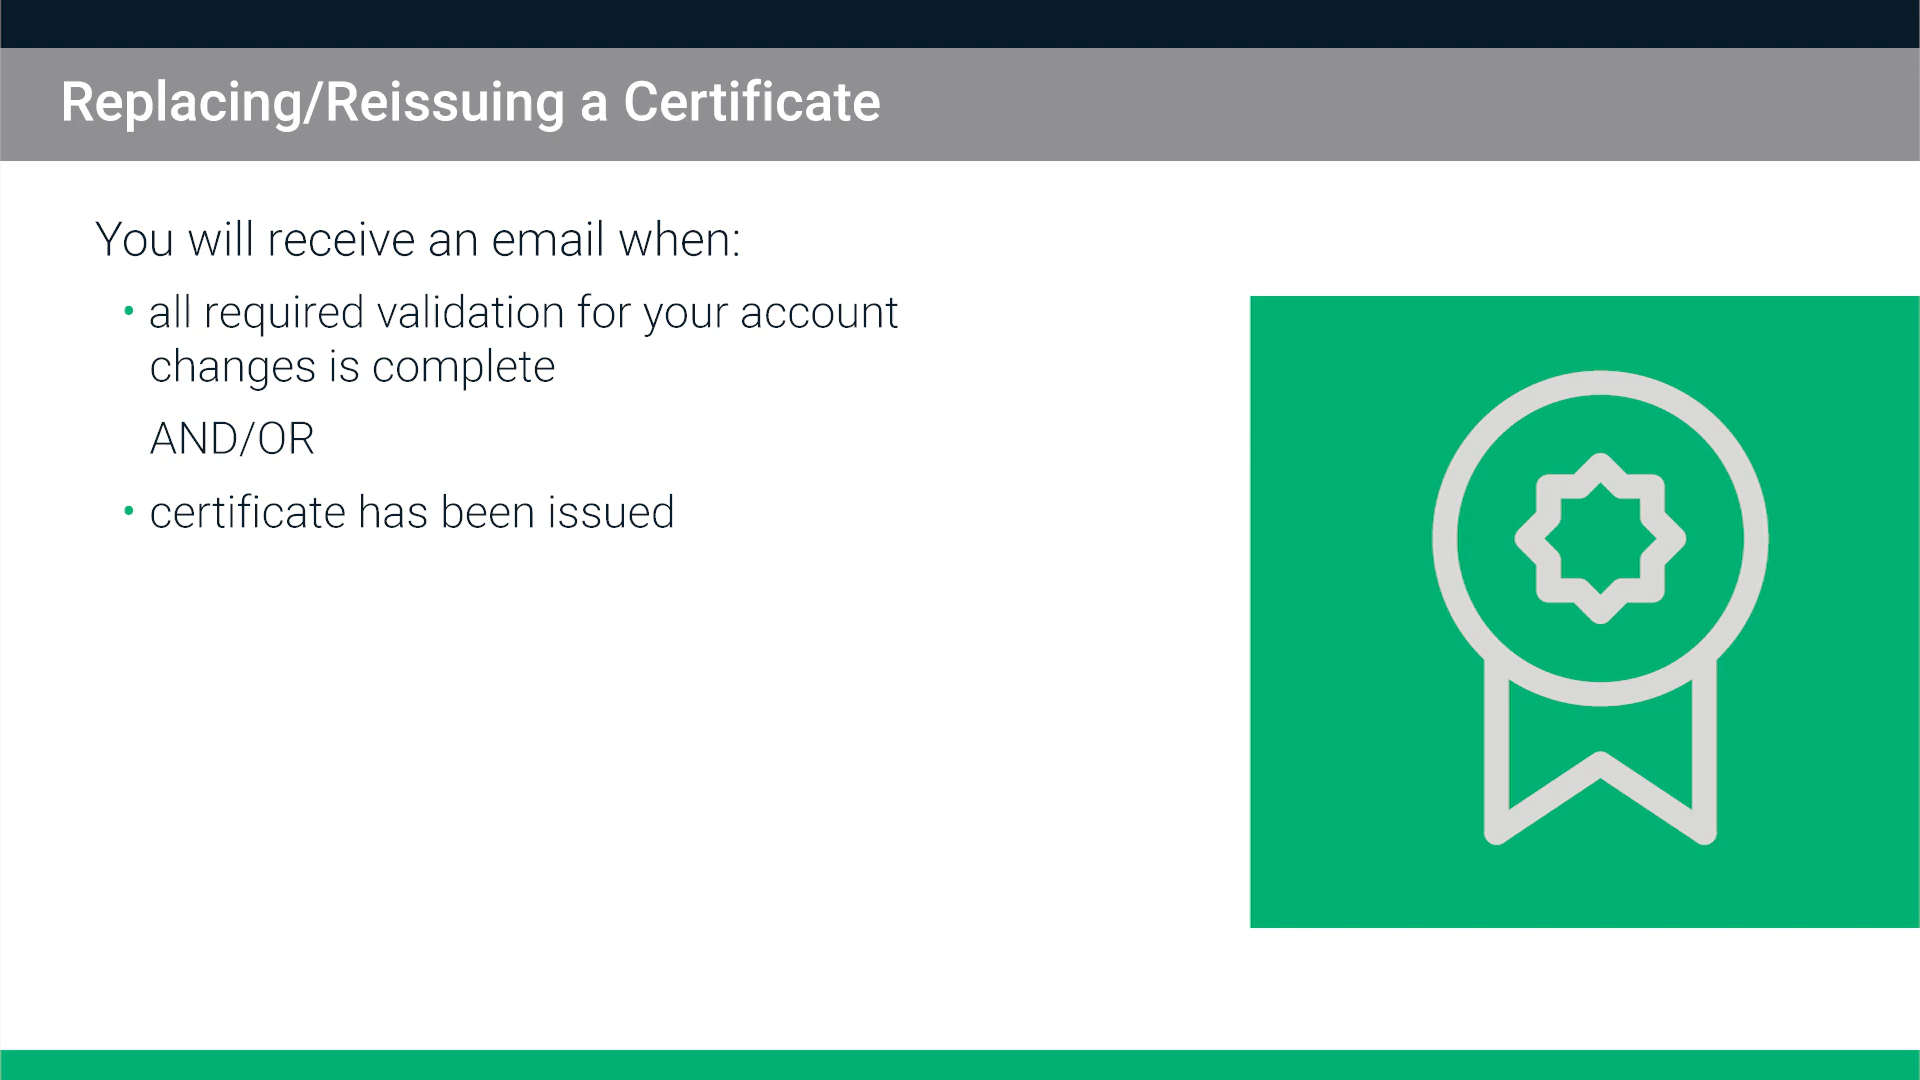 Replacing/Reissuing a Certificate
You will receive an email when:
• all required validation for your account
changes is complete
AND/OR
• certificate has been issued